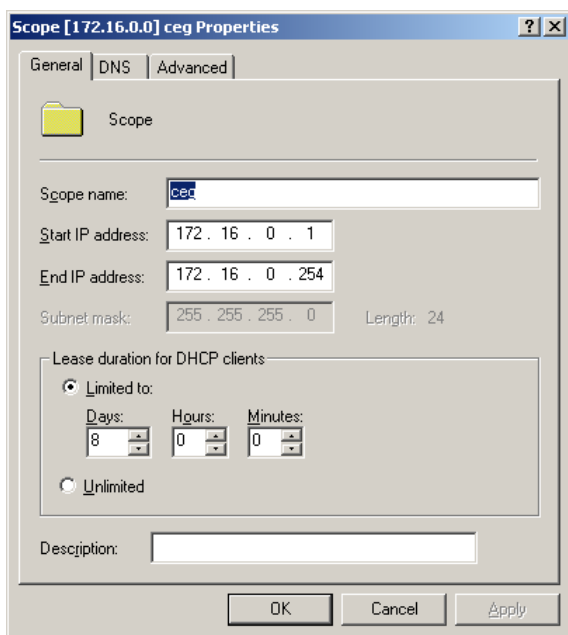 Scope [172.16.0.0] ceg Properties
General DNS Advanced
Scope
Scope name: ceg
Start IP address: 172 . 16 . 0 . 1
End IP address: 172 . 16 . 0 . 254
Subnet mask: 255 . 255 . 255 . 0 Length: 24
Lease duration for DHCP clients
Limited to:
Days: Hours: Minutes:
8 0 0
Unlimited
Description:
OK Cancel Apply